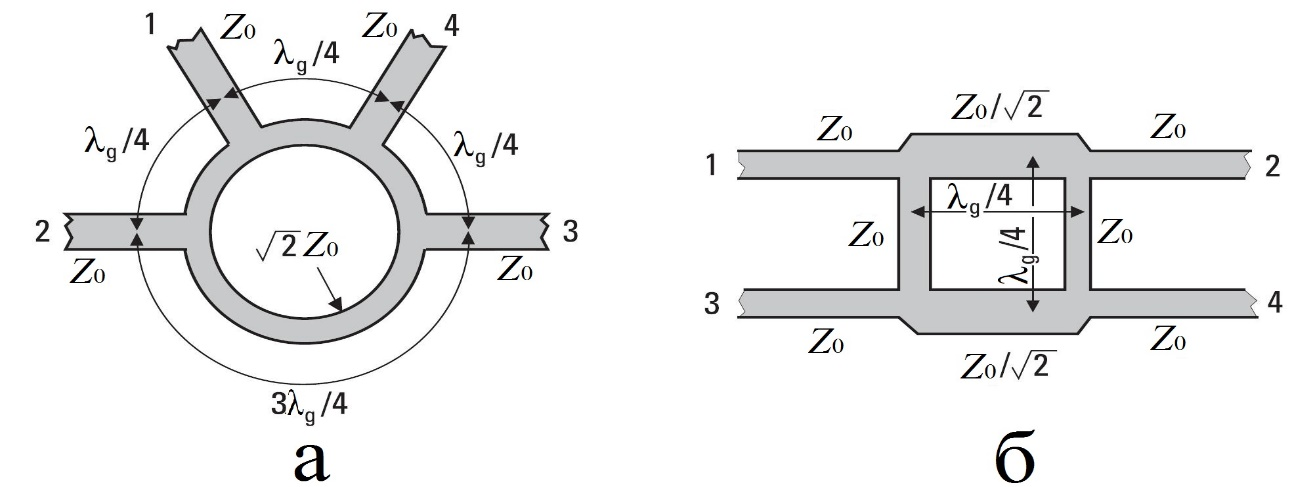 1 Z₀ Z₀ 4
λg/4
λg/4 λg/4
2 √2 Z₀ 3
Z₀ Z₀
3λg/4
а
Z₀/√2
Z₀ Z₀
1 2
λg/4
Z₀ λg/4 Z₀
3 4
Z₀ Z₀
Z₀/√2
б